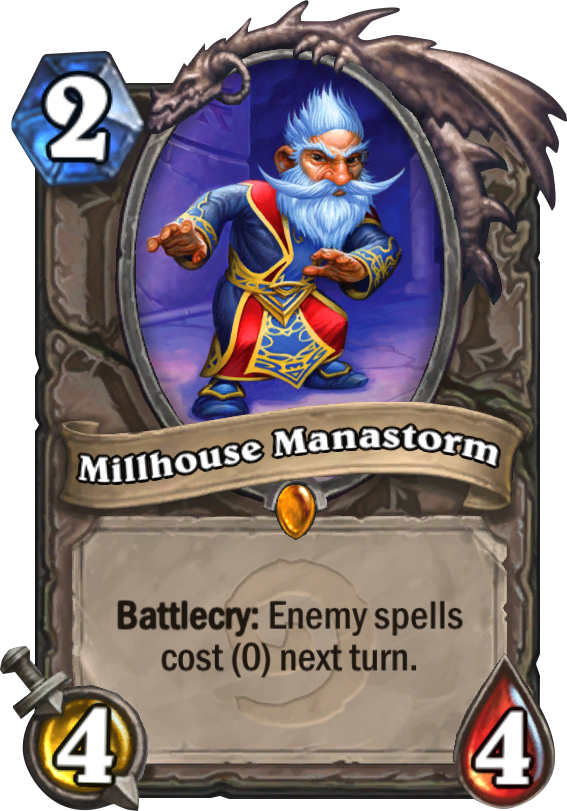 2
Millhouse Manastorm
Battlecry: Enemy spells
cost (0) next turn.
4 4